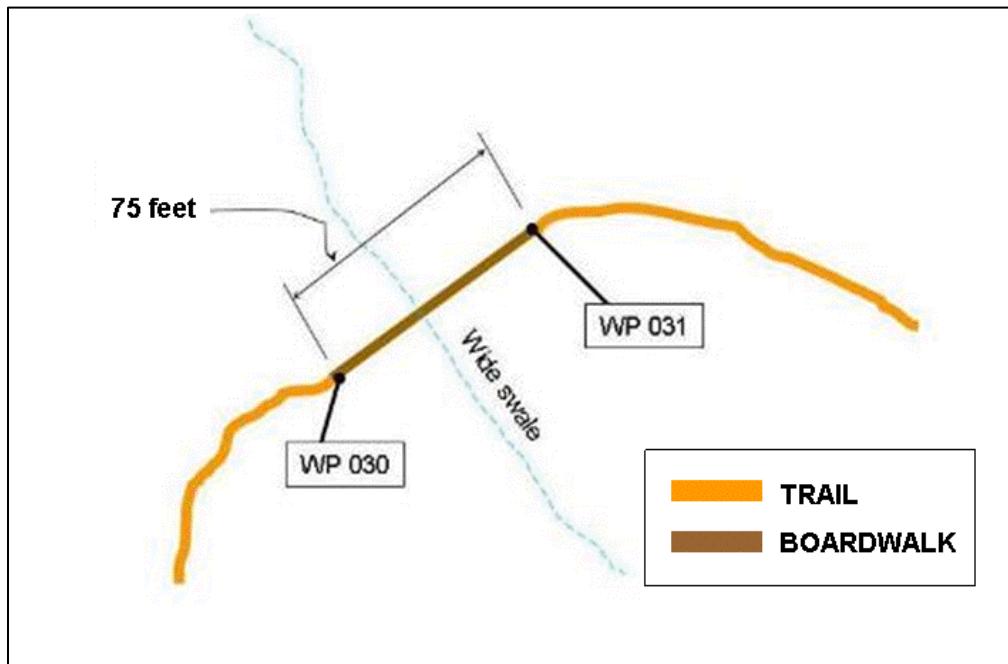 75 feet
WP 031
Wide swale
WP 030
TRAIL
BOARDWALK